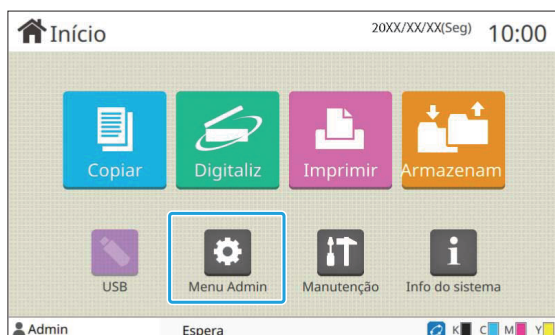 Início
20XX/XX/XX(Seg)
10:00
Copiar
Digitaliz
Imprimir
Armazenam
USB
Menu Admin
Manutenção
Info do sistema
Admin
Espera
K C M Y